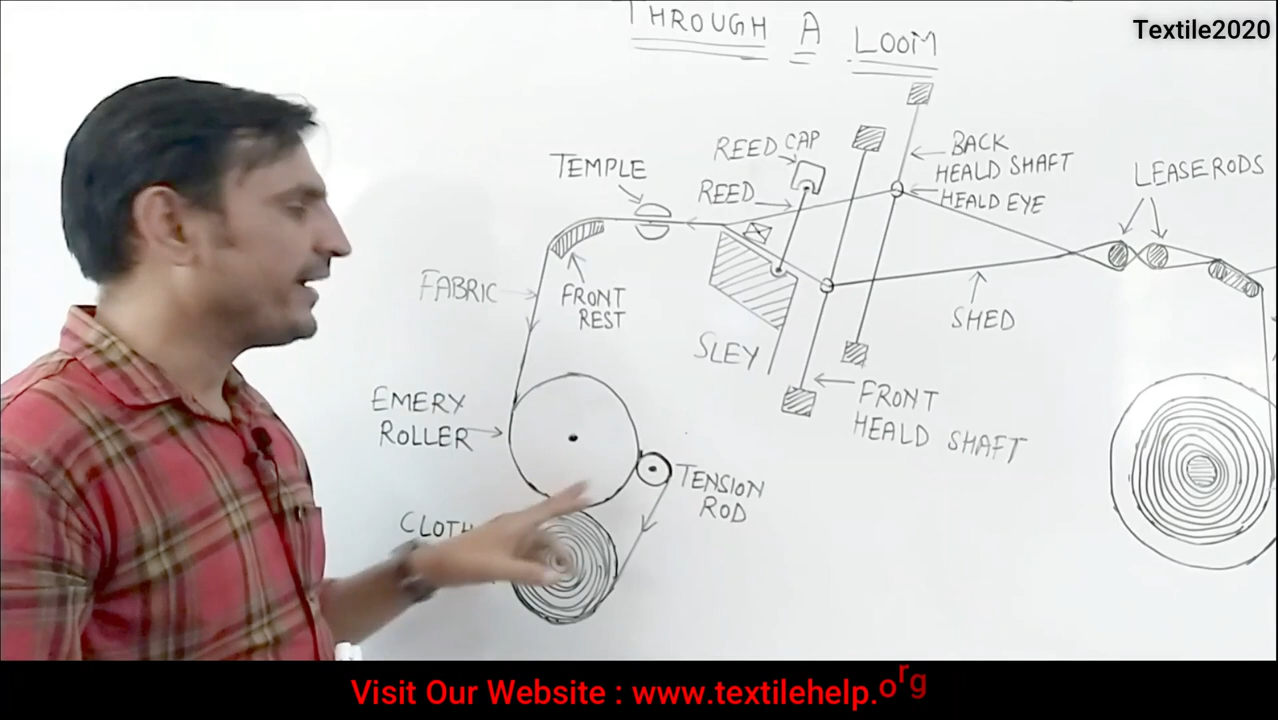 THROUGH A LOOM
Textile2020
REED CAP
BACK
HEALD SHAFT
TEMPLE
REED
HEALD EYE
LEASE RODS
FABRIC
FRONT
REST
SHED
SLEY
EMERY
ROLLER
FRONT
HEALD SHAFT
TENSION
ROD
CLOTH
Visit Our Website : www.textilehelp.org